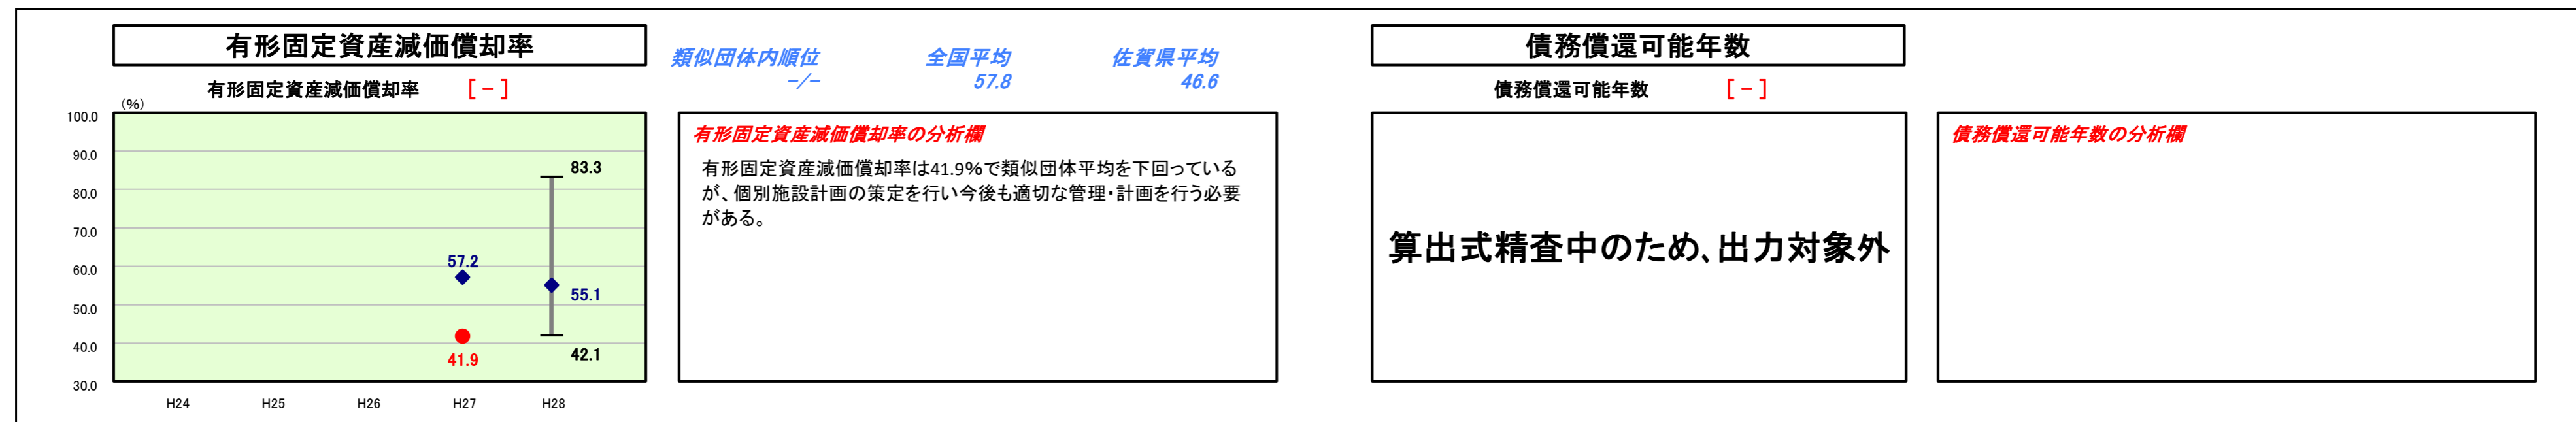 有形固定資産減価償却率
有形固定資産減価償却率 [－]
類似団体内順位 全国平均 佐賀県平均
-/- 57.8 46.6
(%)
100.0
90.0
80.0
70.0
60.0
50.0
40.0
30.0
83.3
57.2
55.1
41.9
42.1
H24 H25 H26 H27 H28
有形固定資産減価償却率の分析欄
有形固定資産減価償却率は41.9%で類似団体平均を下回っている
が、個別施設計画の策定を行い今後も適切な管理・計画を行う必要
がある。
債務償還可能年数
債務償還可能年数 [－]
算出式精査中のため、出力対象外
債務償還可能年数の分析欄